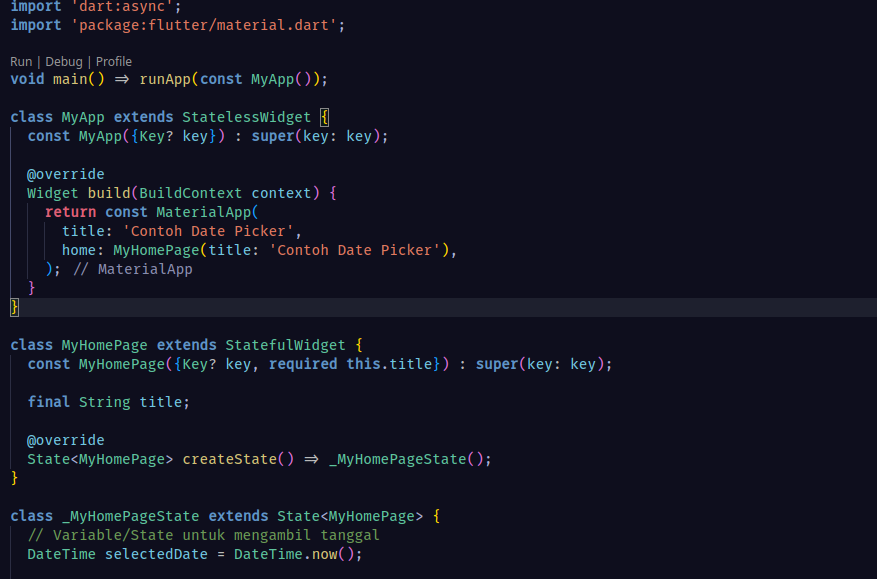 import 'dart:async';
import 'package:flutter/material.dart';
Run | Debug | Profile
void main() => runApp(const MyApp());
class MyApp extends StatelessWidget {
const MyApp({Key? key}) : super(key: key);
@override
Widget build(BuildContext context) {
return const MaterialApp(
title: 'Contoh Date Picker',
home: MyHomePage(title: 'Contoh Date Picker'),
); // MaterialApp
}
}
class MyHomePage extends StatefulWidget {
const MyHomePage({Key? key, required this.title}) : super(key: key);
final String title;
@override
State<MyHomePage> createState() => _MyHomePageState();
}
class _MyHomePageState extends State<MyHomePage> {
// Variable/State untuk mengambil tanggal
DateTime selectedDate = DateTime.now();